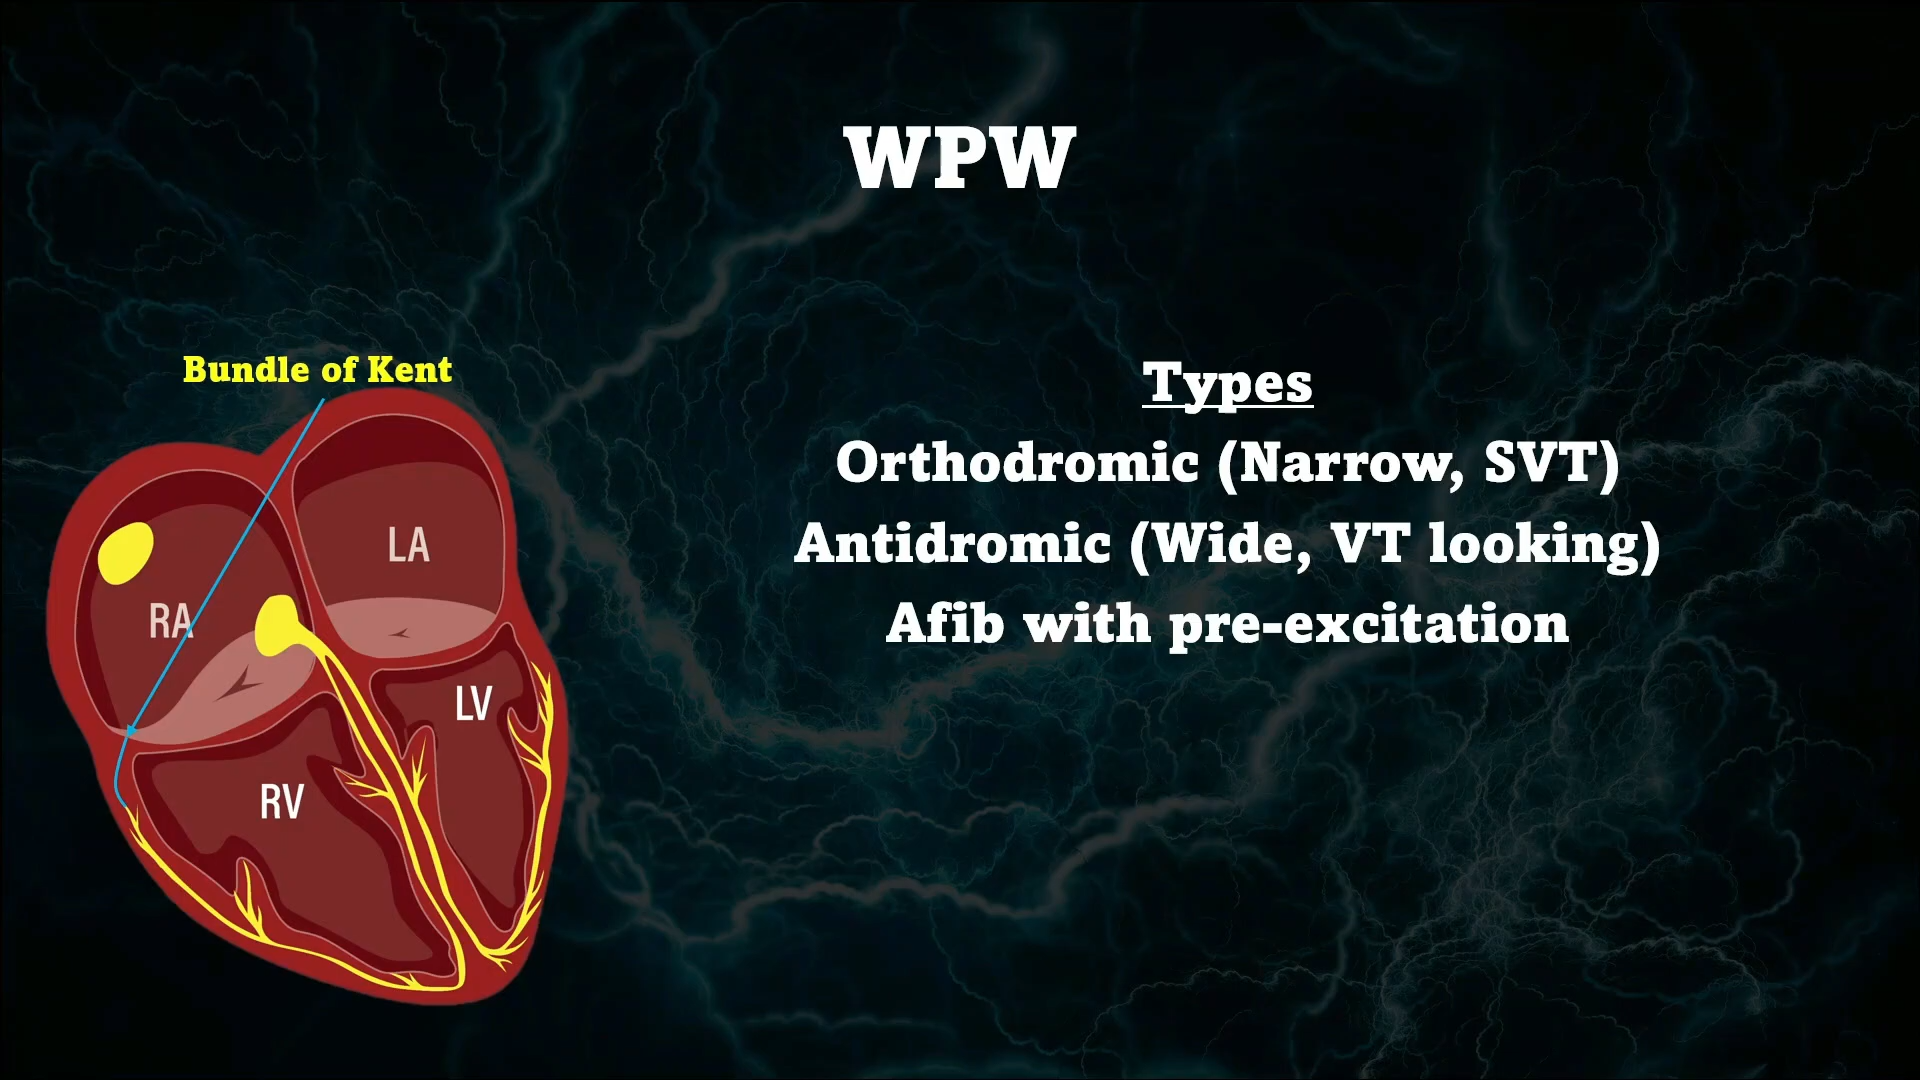 WPW
Bundle of Kent
LA
RA
LV
RV
Types
Orthodromic (Narrow, SVT)
Antidromic (Wide, VT looking)
Afib with pre-excitation